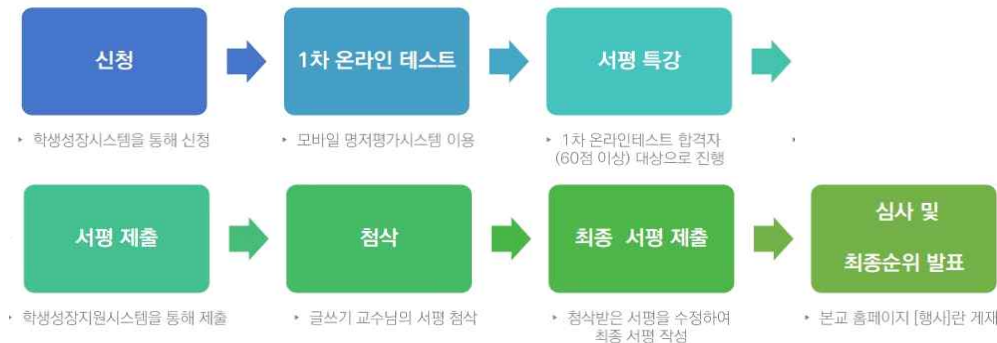 신청
1차 온라인 테스트
서평 특강
‣ 학생성장시스템을 통해 신청
‣ 모바일 명저평가시스템 이용
‣ 1차 온라인테스트 합격자
(60점 이상) 대상으로 진행
서평 제출
첨삭
최종 서평 제출
심사 및
최종순위 발표
‣ 학생성장지원시스템을 통해 제출
‣ 글쓰기 교수님의 서평 첨삭
‣ 첨삭받은 서평을 수정하여
최종 서평 작성
‣ 본교 홈페이지 [행사]란 게재